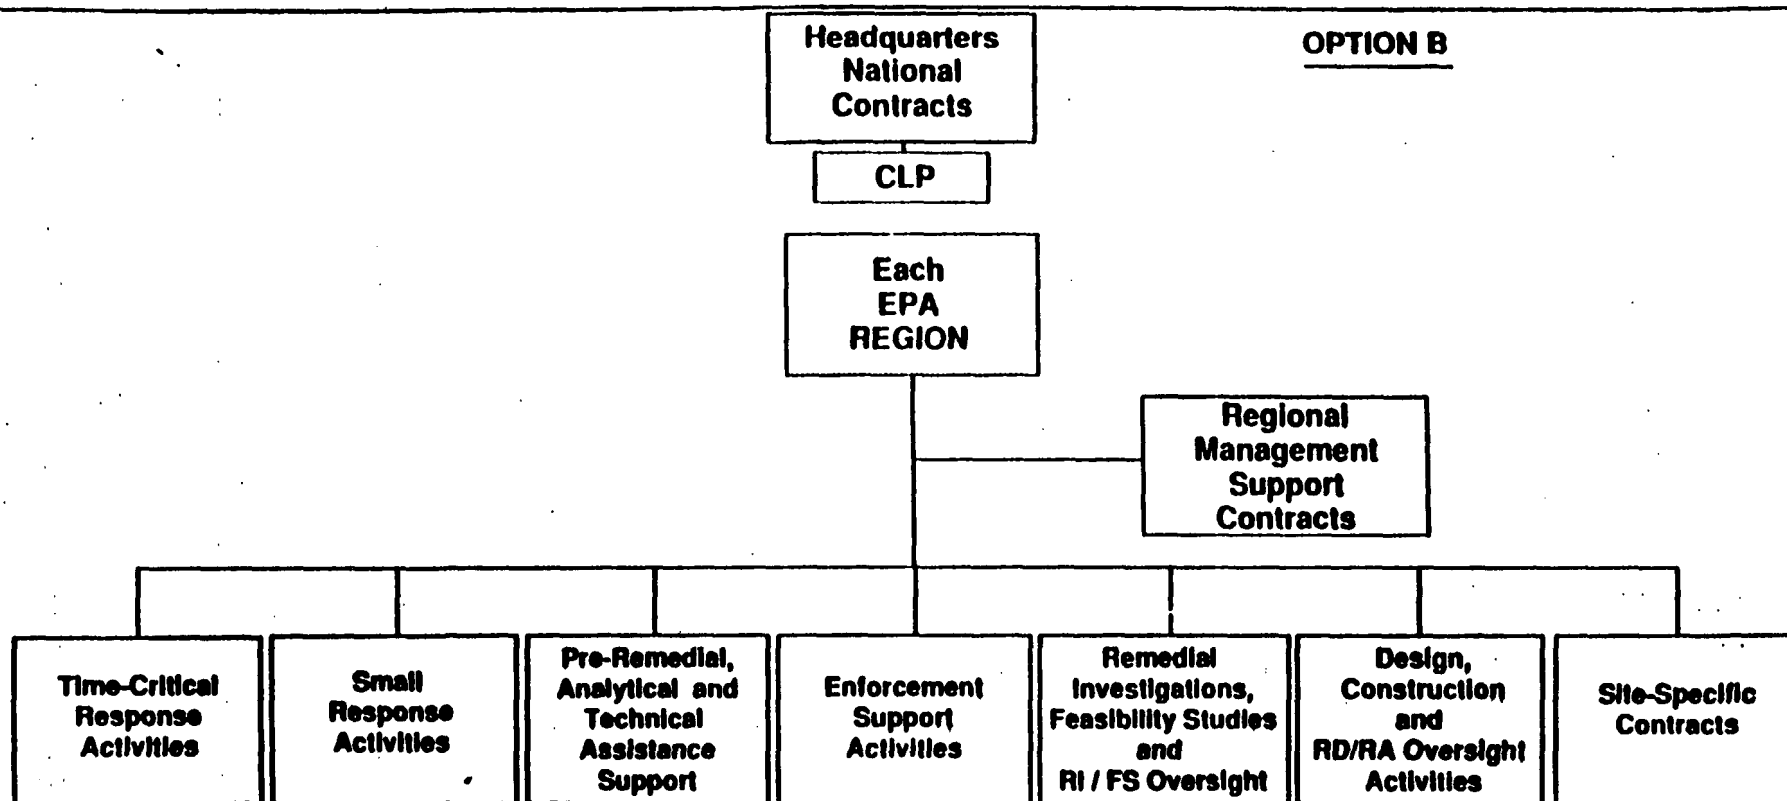 Headquarters
National
Contracts
OPTION B
CLP
Each
EPA
REGION
Regional
Management
Support
Contracts
Time-Critical
Response
Activities
Small
Response
Activities
Pre-Remedial,
Analytical and
Technical
Assistance
Support
Enforcement
Support
Activities
Remedial
Investigations,
Feasibility Studies
and
RI / FS Oversight
Design,
Construction
and
RD/RA Oversight
Activities
Site-Specific
Contracts